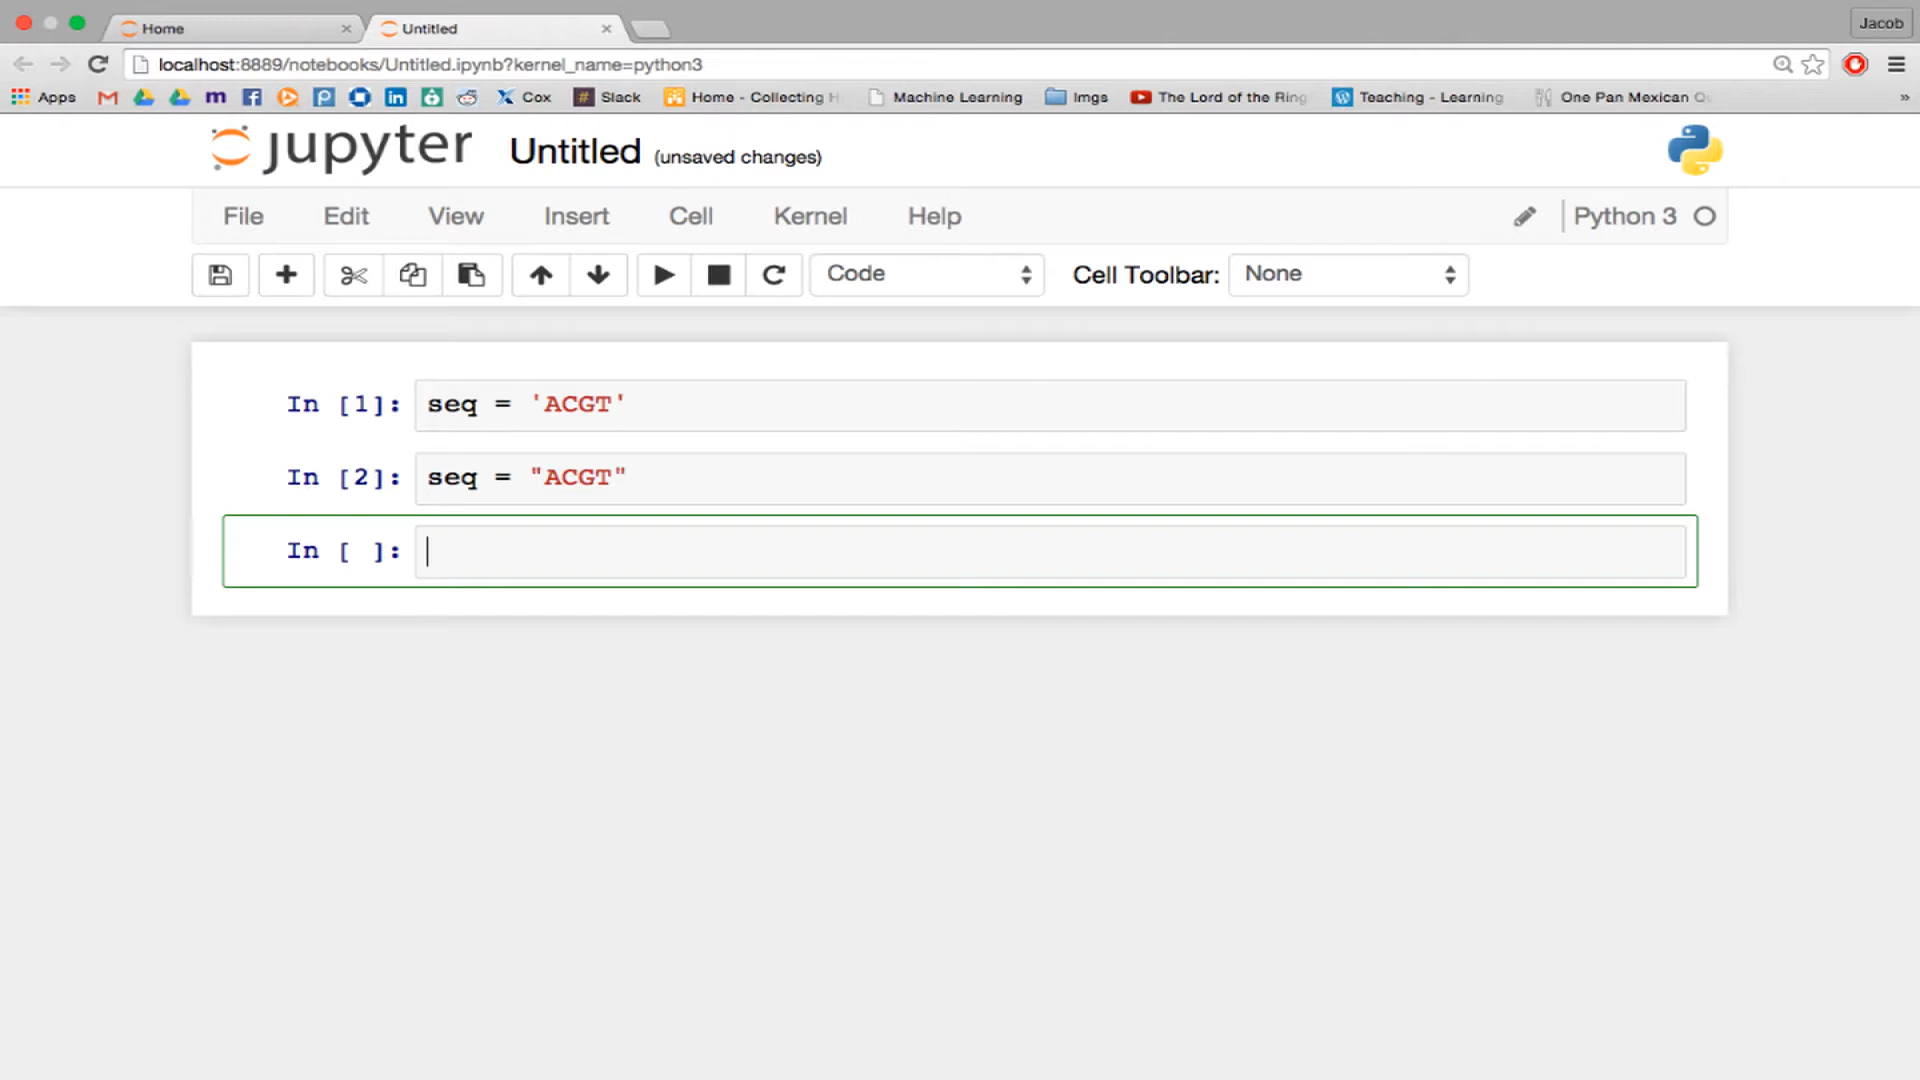 Home
Untitled
Jacob
localhost:8889/notebooks/Untitled.ipynb?kernel_name=python3
Apps
Cox
Slack
Home - Collecting H
Machine Learning
Imgs
The Lord of the Ring
Teaching - Learning
One Pan Mexican Qu
»
jupyter
Untitled (unsaved changes)
File Edit View Insert Cell Kernel Help
Python 3
Code
Cell Toolbar: None
In [1]: seq = 'ACGT'
In [2]: seq = "ACGT"
In [ ]: